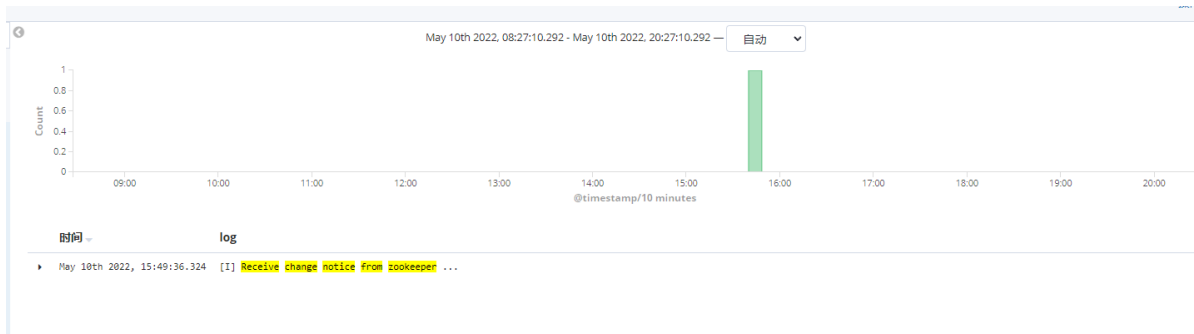 May 10th 2022, 08:27:10.292 - May 10th 2022, 20:27:10.292 — 自动
1
0.8
0.6
0.4
0.2
0
Count
09:00 10:00 11:00 12:00 13:00 14:00 15:00 16:00 17:00 18:00 19:00 20:00
@timestamp/10 minutes
时间 log
May 10th 2022, 15:49:36.324 [I] Receive change notice from zookeeper ...